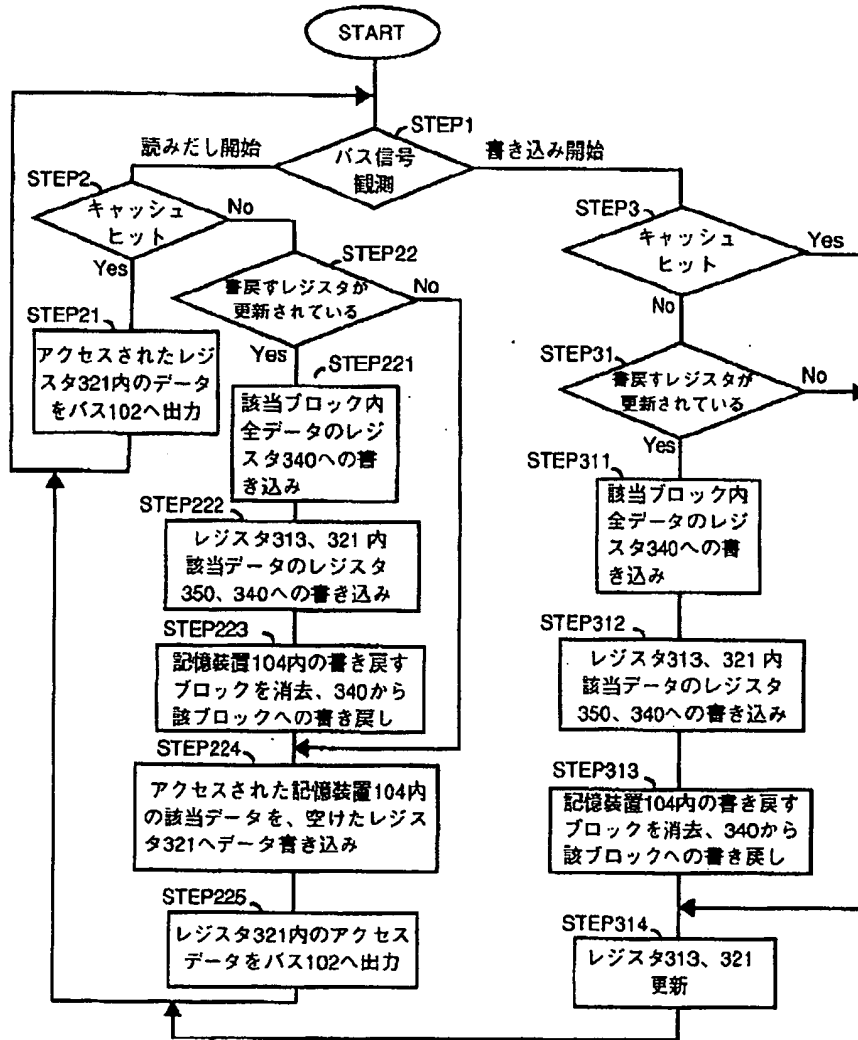 START
STEP1
読みだし開始
バス信号
観測
書き込み開始
STEP2
キャッシュ
ヒット
No
Yes
STEP3
キャッシュ
ヒット
Yes
No
STEP22
書戻すレジスタが
更新されている
No
Yes
STEP21
アクセスされたレジ
スタ321内のデータ
をバス102へ出力
STEP31
書戻すレジスタが
更新されている
No
Yes
STEP221
該当ブロック内
全データのレジ
スタ340への書
き込み
STEP222
レジスタ313、321 内
該当データのレジスタ
350、340への書き込み
STEP223
記憶装置104内の書き戻す
ブロックを消去、340から
該ブロックへの書き戻し
STEP224
アクセスされた記憶装置104内
の該当データを、空けたレジス
タ321へデータ書き込み
STEP225
レジスタ321内のアクセス
データをバス102へ出力
STEP311
該当ブロック内
全データのレジ
スタ340への書
き込み
STEP312
レジスタ313、321 内
該当データのレジスタ
350、340への書き込み
STEP313
記憶装置104内の書き戻す
ブロックを消去、340から
該ブロックへの書き戻し
STEP314
レジスタ313、321
更新